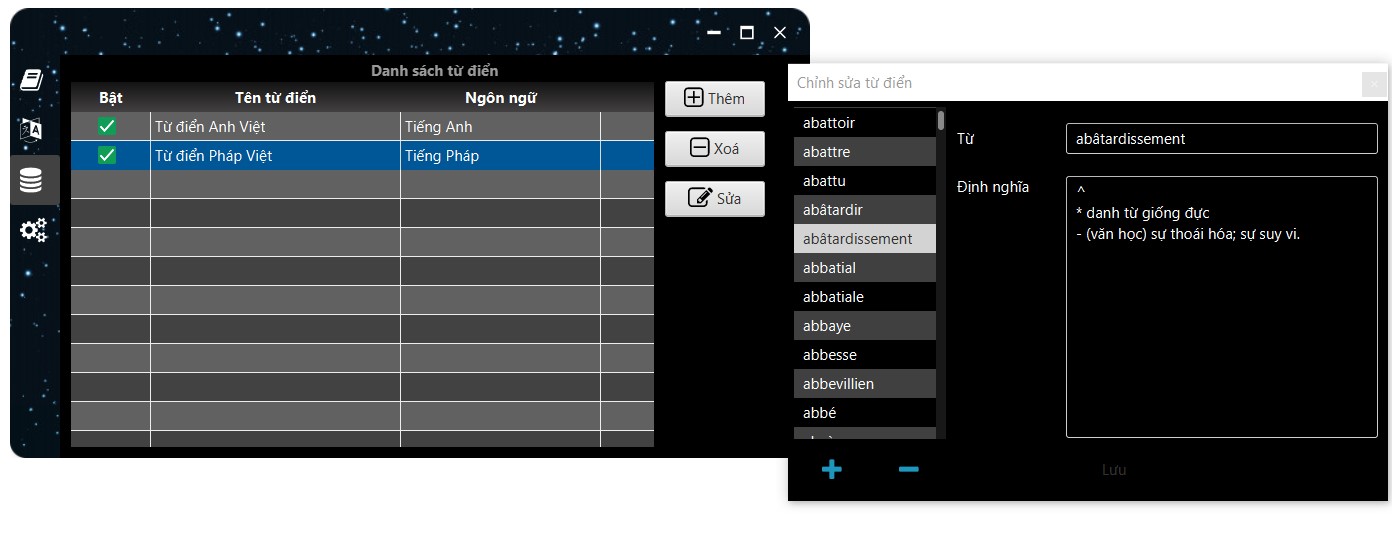 Danh sách từ điển
Bật Tên từ điển Ngôn ngữ
Từ điển Anh Việt Tiếng Anh
Từ điển Pháp Việt Tiếng Pháp
Thêm
Xoá
Sửa
Chỉnh sửa từ điển
abattoir
abattre
abattu
abâtardir
abâtardissement
abbatial
abbatiale
abbaye
abbesse
abbevillien
abbé
Từ
abâtardissement
Định nghĩa
^
* danh từ giống đực
- (văn học) sự thoái hóa; sự suy vi.
Lưu